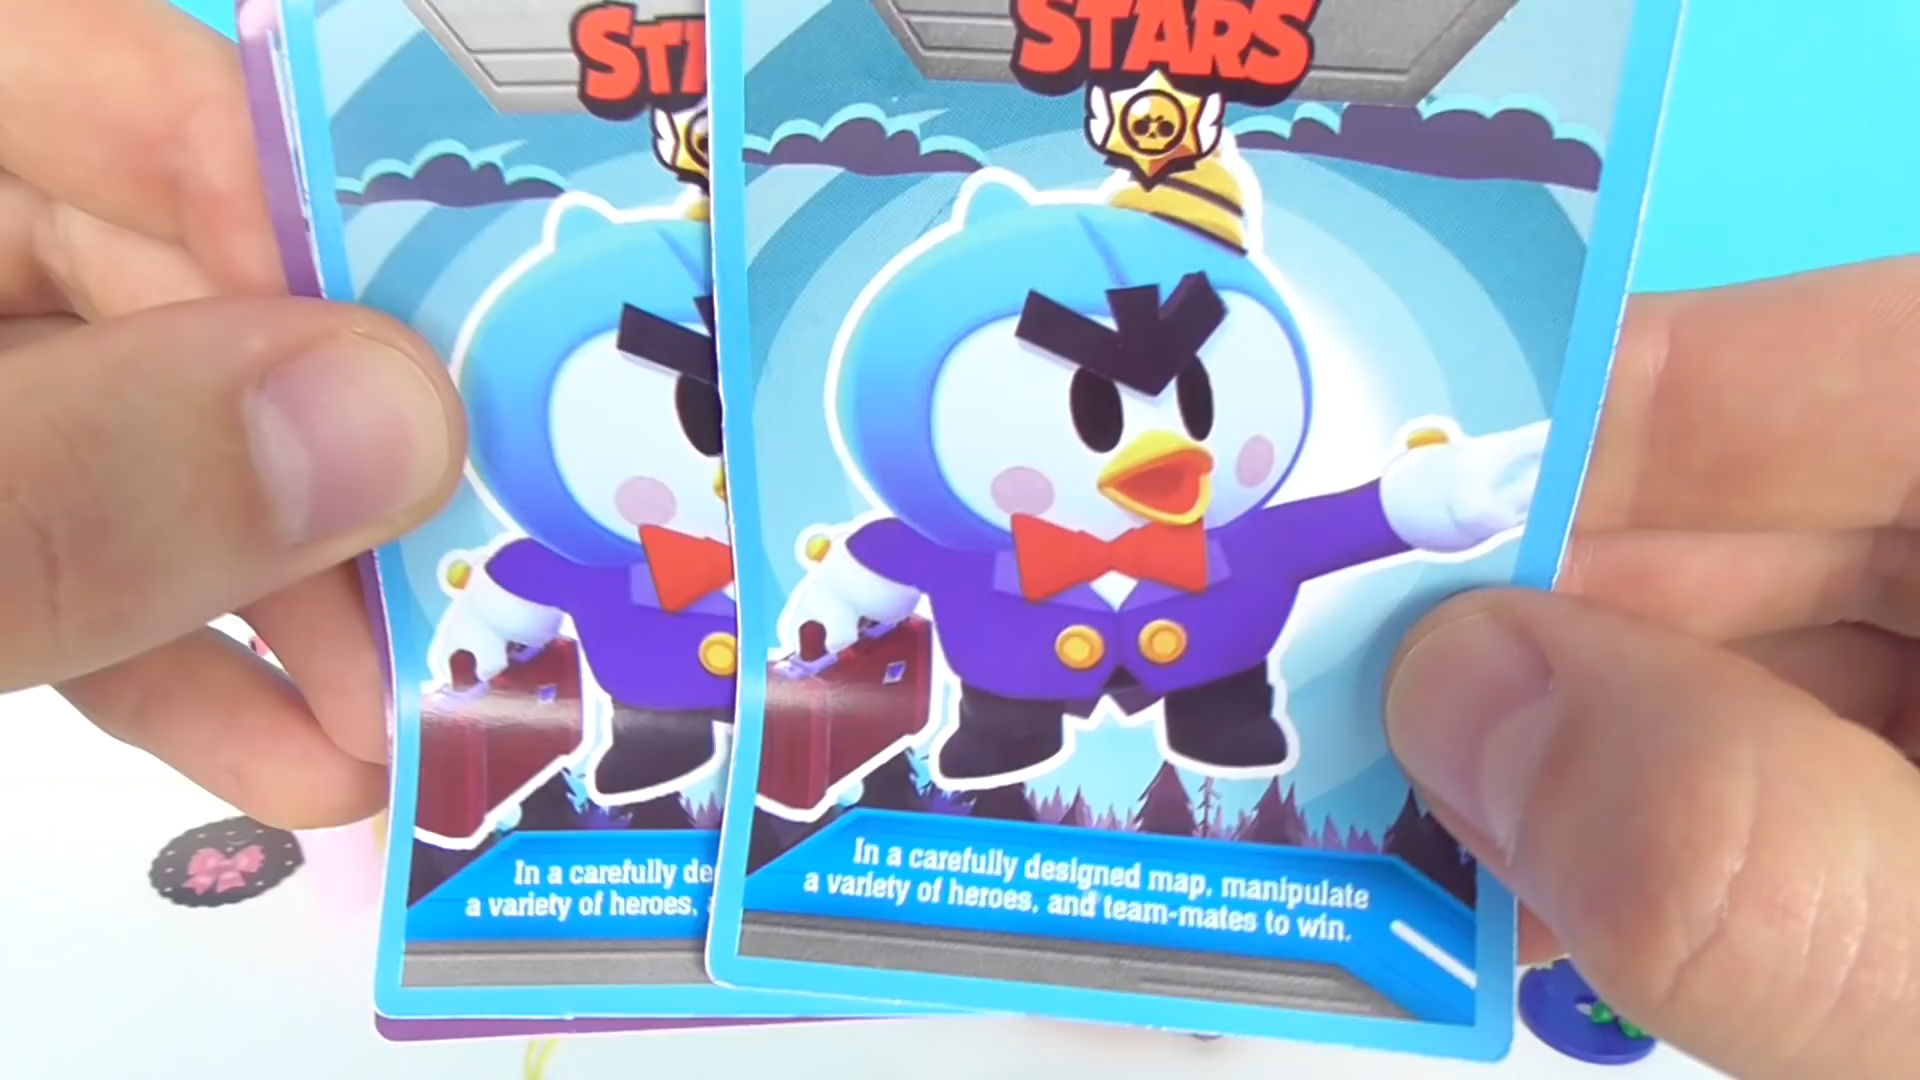 STARS
In a carefully de
a variety of heroes,
In a carefully designed map, manipulate
a variety of heroes, and team-mates to win.